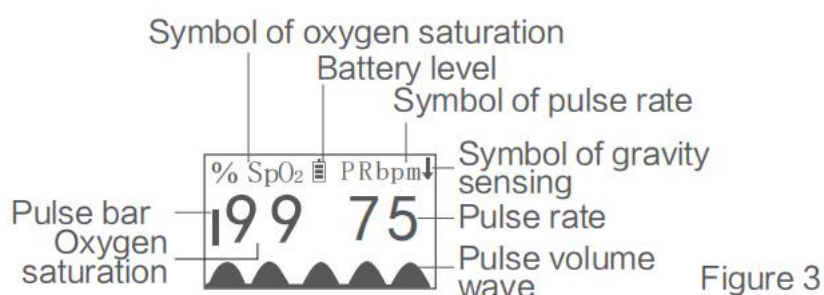 Symbol of oxygen saturation
Battery level
Symbol of pulse rate
% SpO₂ PRbpm
Symbol of gravity
sensing
Pulse bar
99 75
Pulse rate
Oxygen
saturation
Pulse volume
wave
Figure 3